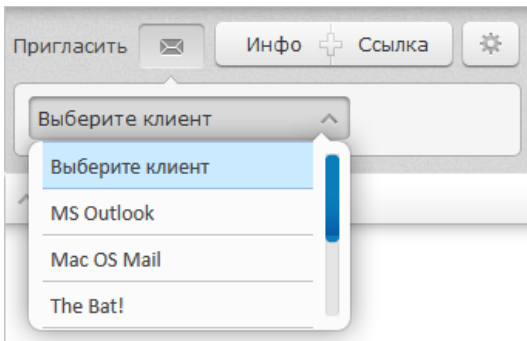 Пригласить Инфо Ссылка
Выберите клиент
Выберите клиент
MS Outlook
Mac OS Mail
The Bat!